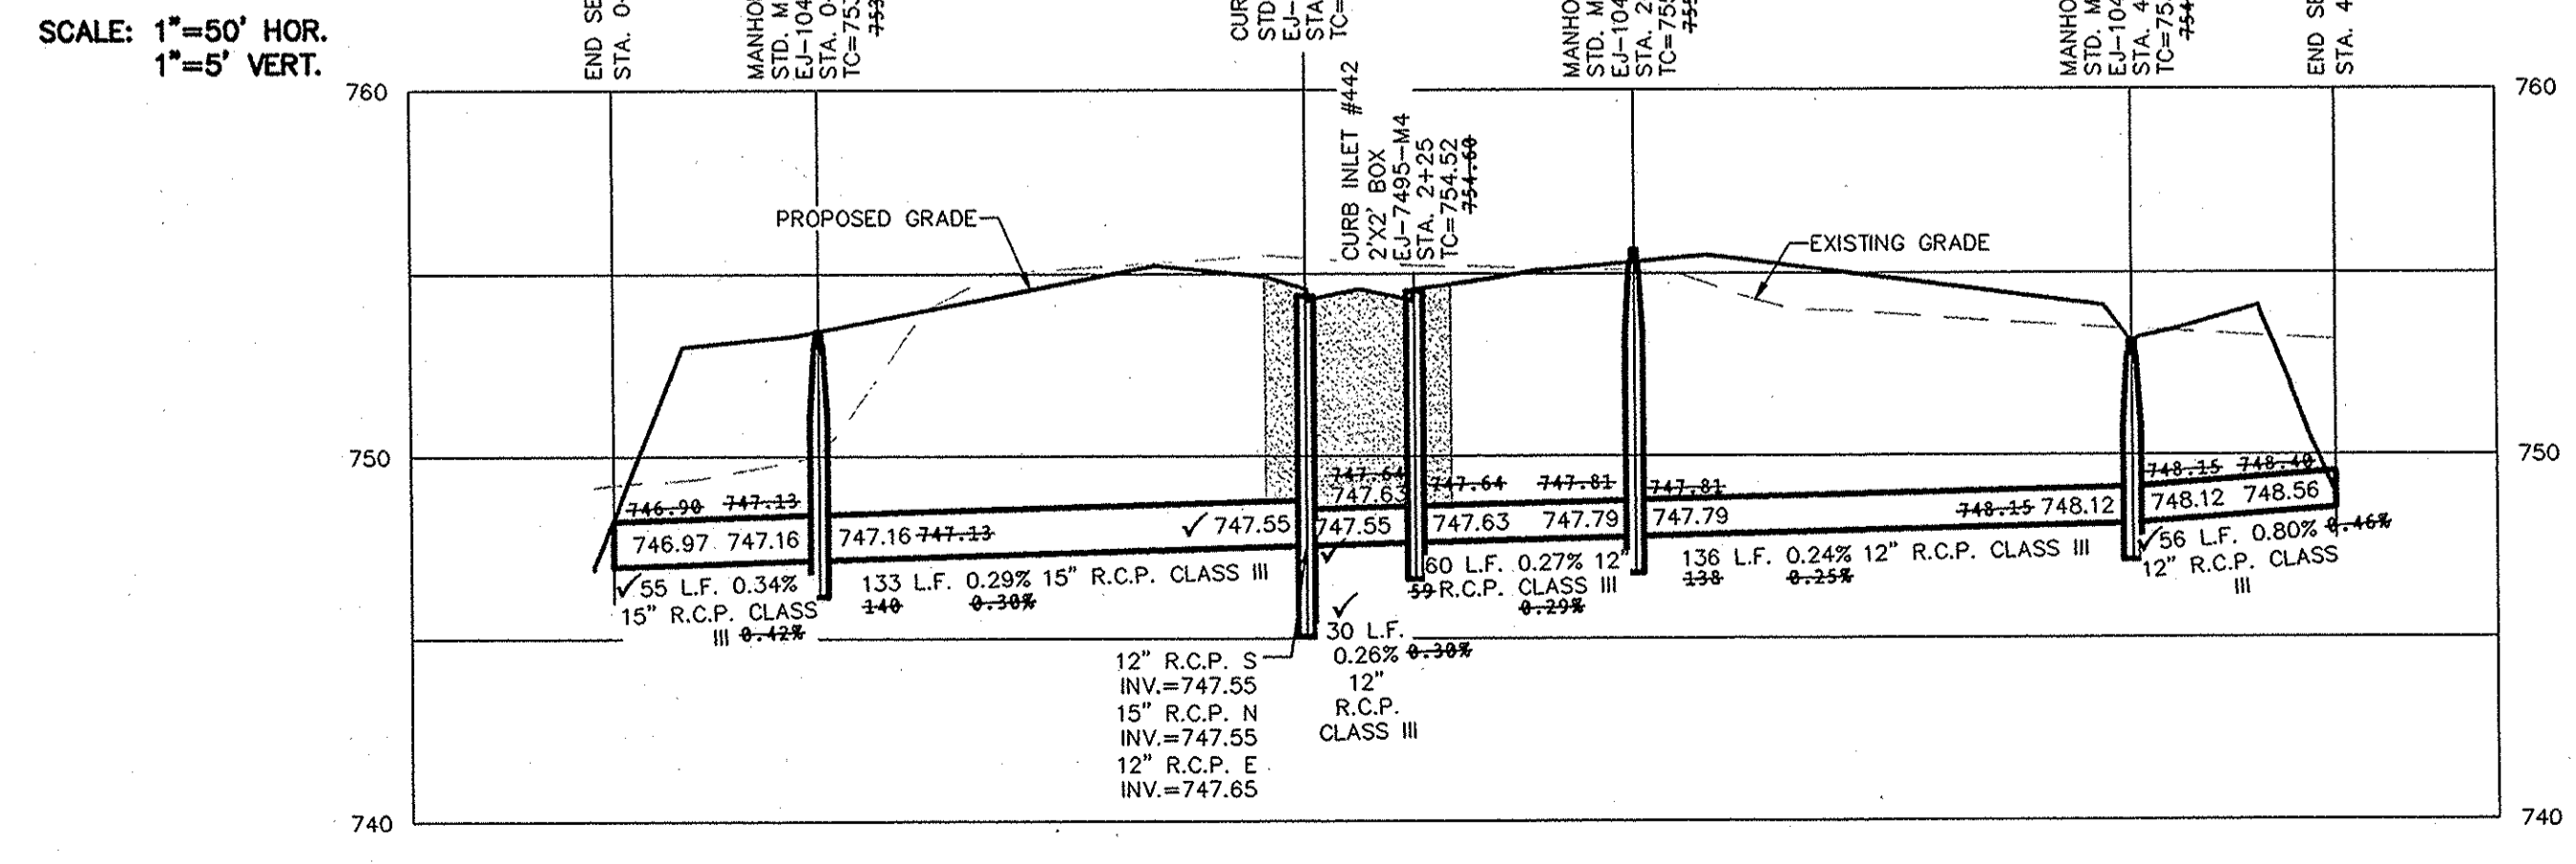 SCALE: 1"=50' HOR.
1"=5' VERT.
END SE
STA. 0
MANHO
STD. M
EJ-104
STA. 0
TC=753
753
CUR
STD
EJ-
STA
TC=
MANHO
STD. M
EJ-104
STA. 2
TC=755
755
MANHO
STD. M
EJ-104
STA. 4
TC=75
754
END SE
STA. 4
760
760
CURB INLET #442
2'X2' BOX
EJ-7495-M4
STA. 2+25
TC=754.52
754.60
PROPOSED GRADE
EXISTING GRADE
750
750
746.90 747.13
747.64
747.63
747.64 747.81
747.81
748.15 748.40
746.97 747.16
747.16 747.13
✓ 747.55
747.55
747.63 747.79
747.79
748.15 748.12
748.12 748.56
✓55 L.F. 0.34%
15" R.C.P. CLASS
III 0.42%
133 L.F. 0.29% 15" R.C.P. CLASS III
140 0.30%
✓
✓
30 L.F.
0.26% 0.30%
12"
R.C.P.
CLASS III
60 L.F. 0.27% 12"
59 R.C.P. CLASS III
0.29%
136 L.F. 0.24% 12" R.C.P. CLASS III
138 0.25%
✓56 L.F. 0.80% 0.46%
12" R.C.P. CLASS
III
12" R.C.P. S
INV.=747.55
15" R.C.P. N
INV.=747.55
12" R.C.P. E
INV.=747.65
740
740